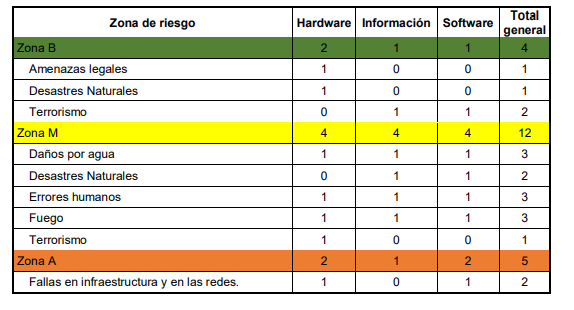 Zona de riesgo Hardware Información Software Total general
Zona B 2 1 1 4
Amenazas legales 1 0 0 1
Desastres Naturales 1 0 0 1
Terrorismo 0 1 1 2
Zona M 4 4 4 12
Daños por agua 1 1 1 3
Desastres Naturales 0 1 1 2
Errores humanos 1 1 1 3
Fuego 1 1 1 3
Terrorismo 1 0 0 1
Zona A 2 1 2 5
Fallas en infraestructura y en las redes. 1 0 1 2